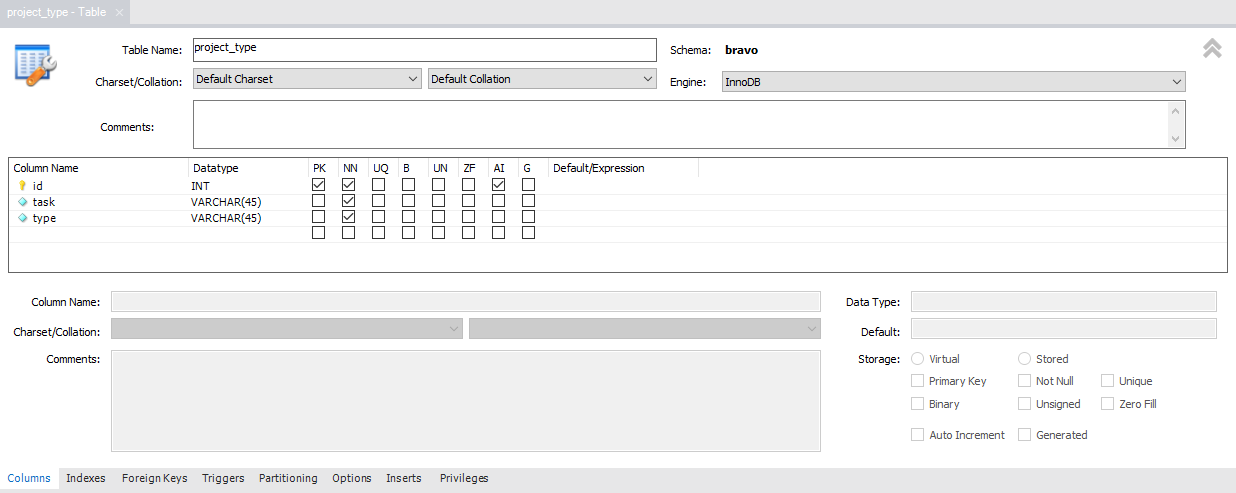 project_type - Table ×
Table Name: project_type Schema: bravo
Charset/Collation: Default Charset Default Collation Engine: InnoDB
Comments:
Column Name Datatype PK NN UQ B UN ZF AI G Default/Expression
id INT
task VARCHAR(45)
type VARCHAR(45)
Column Name: Data Type:
Charset/Collation: Default:
Comments: Storage: Virtual Stored
Primary Key Not Null Unique
Binary Unsigned Zero Fill
Auto Increment Generated
Columns Indexes Foreign Keys Triggers Partitioning Options Inserts Privileges